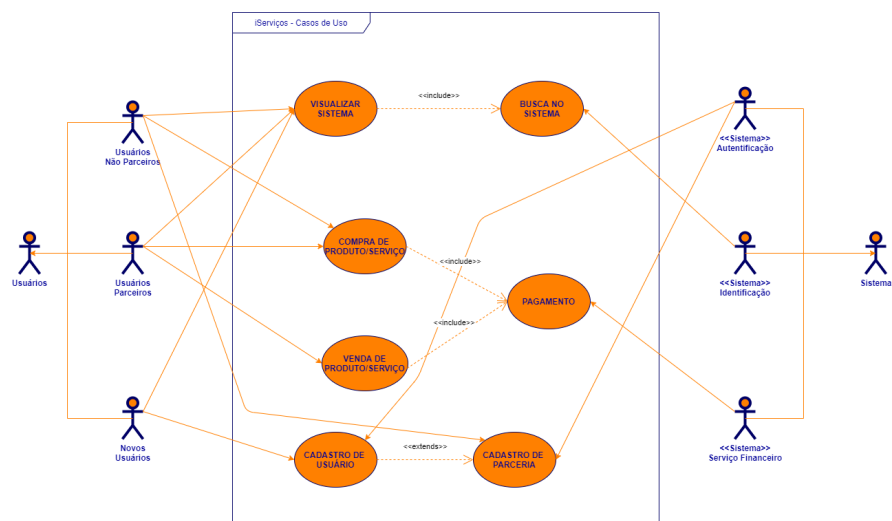 iServiços - Casos de Uso
VISUALIZAR
SISTEMA
<<include>>
BUSCA NO
SISTEMA
Usuários
Não Parceiros
<<Sistema>>
Autentificação
COMPRA DE
PRODUTO/SERVIÇO
<<include>>
Usuários
Usuários
Parceiros
PAGAMENTO
<<Sistema>>
Identificação
Sistema
<<include>>
VENDA DE
PRODUTO/SERVIÇO
CADASTRO DE
USUÁRIO
<<extends>>
CADASTRO DE
PARCERIA
Novos
Usuários
<<Sistema>>
Serviço Financeiro